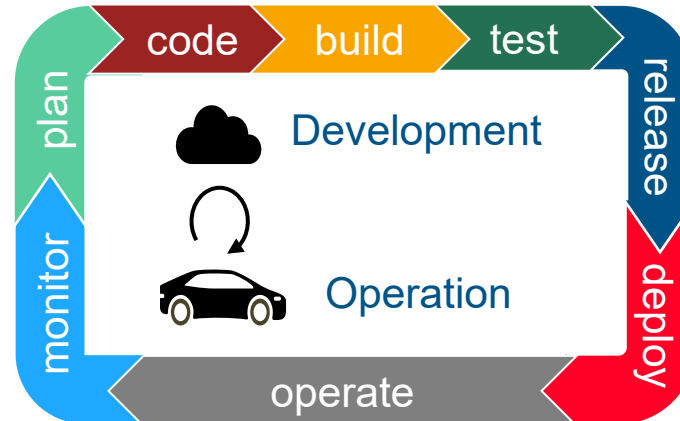 plan
code
build
test
release
deploy
operate
monitor
Development
Operation